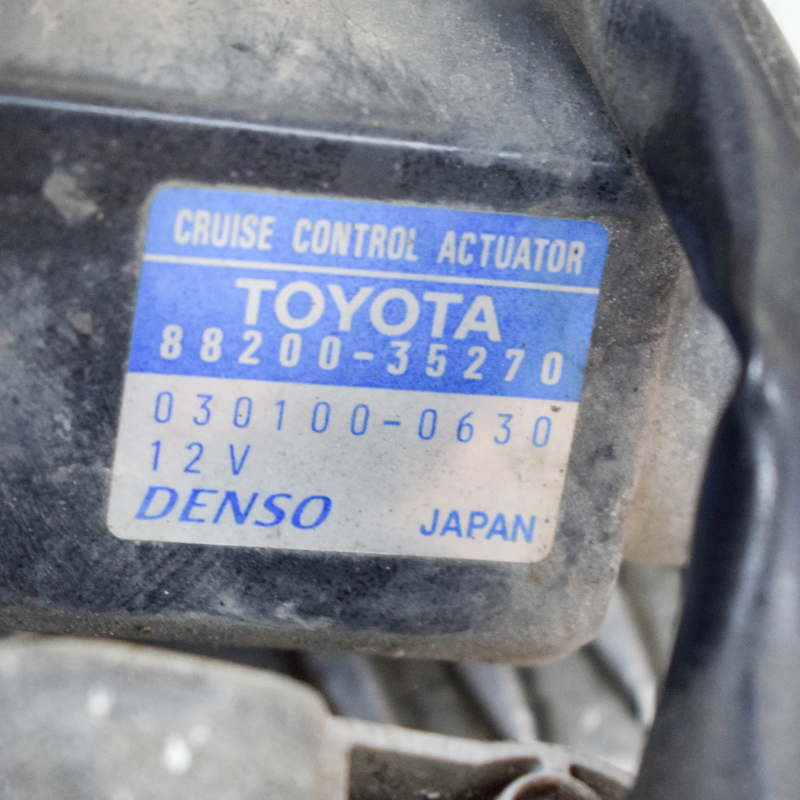 CRUISE CONTROL ACTUATOR
TOYOTA
88200-35270
030100-0630
12V
DENSO JAPAN